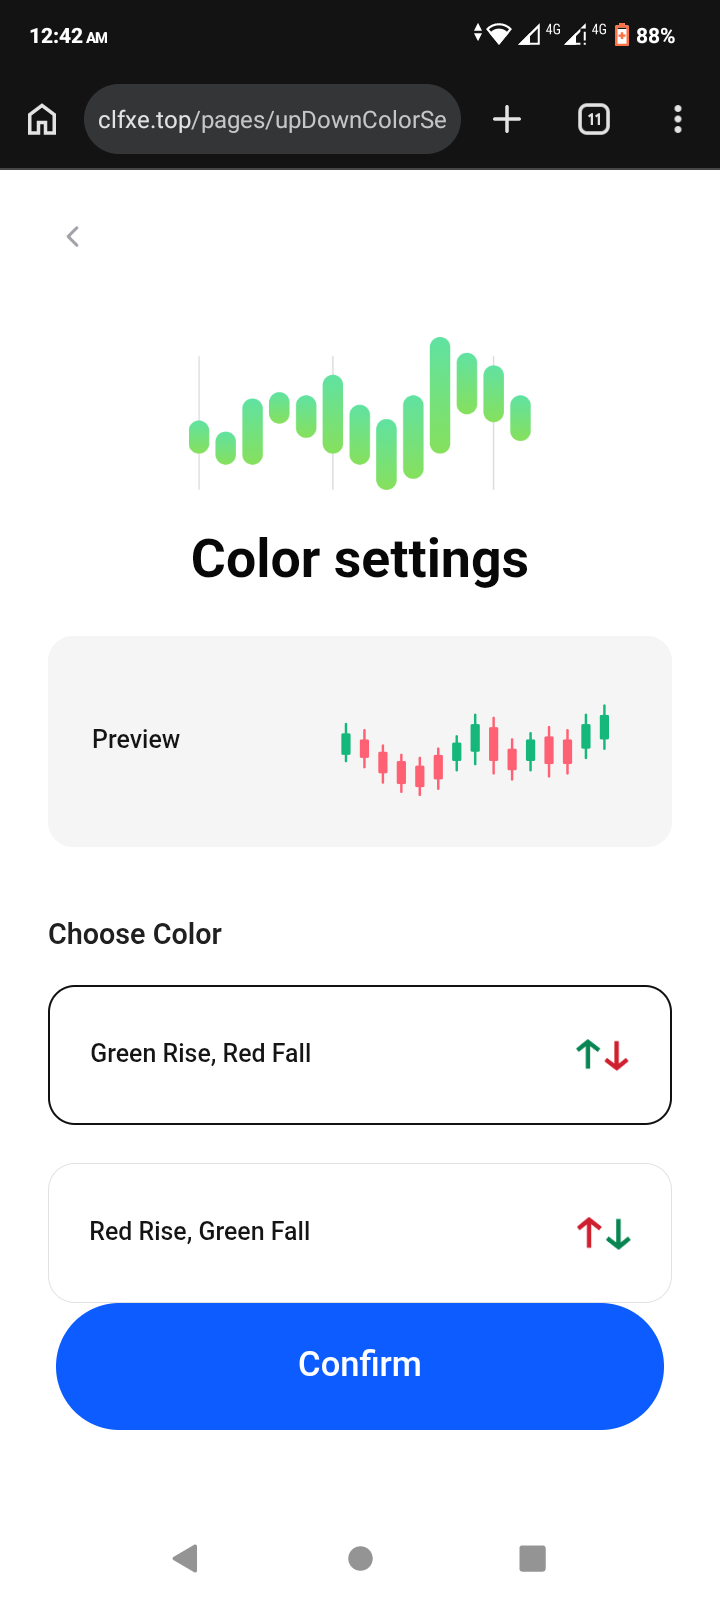 12:42 AM
4G 4G 88%
clfxe.top/pages/upDownColorSe
11
Color settings
Preview
Choose Color
Green Rise, Red Fall
Red Rise, Green Fall
Confirm